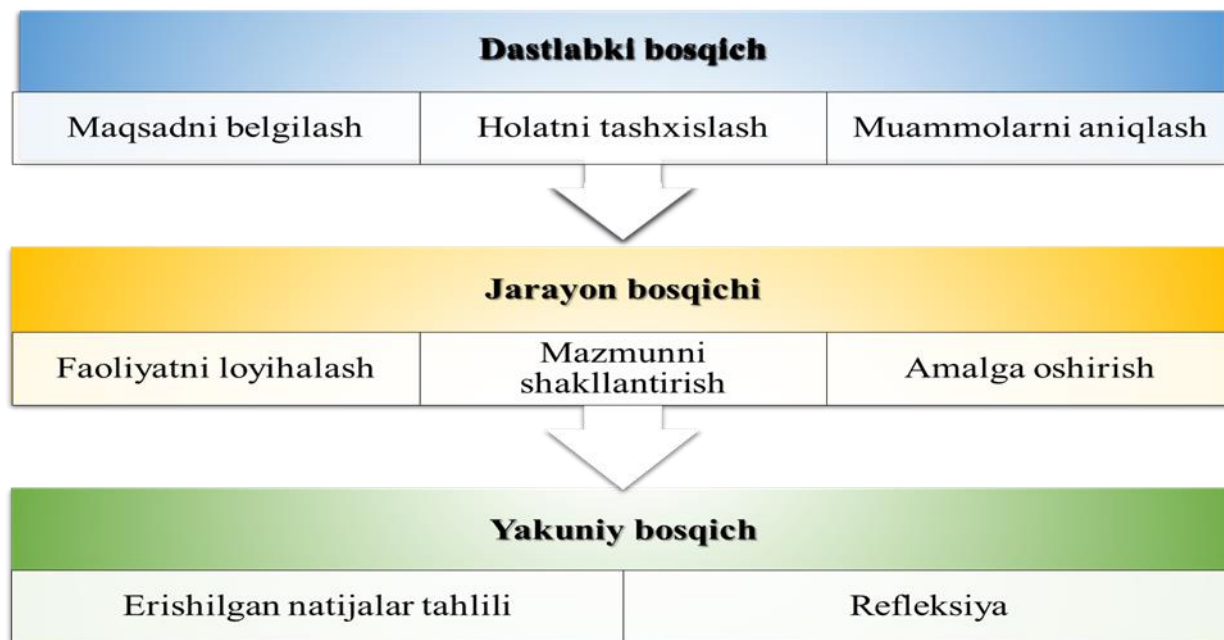 Dastlabki bosqich
Maqsadni belgilash
Holatni tashxislash
Muammolarni aniqlash
Jarayon bosqichi
Faoliyatni loyihalash
Mazmunni
shakllantirish
Amalga oshirish
Yakuniy bosqich
Erishilgan natijalar tahlili
Refleksiya